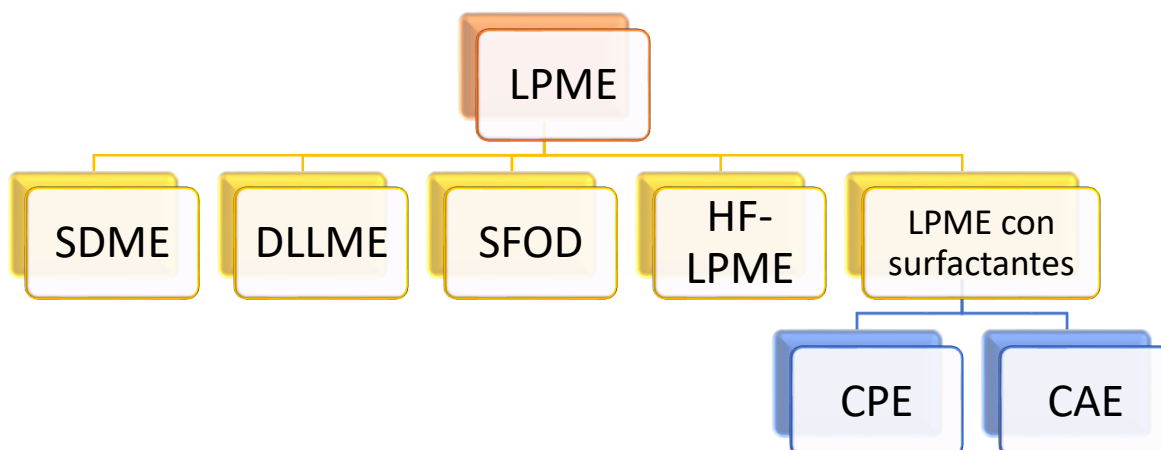 LPME
SDME
DLLME
SFOD
HF-
LPME
LPME con
surfactantes
CPE
CAE